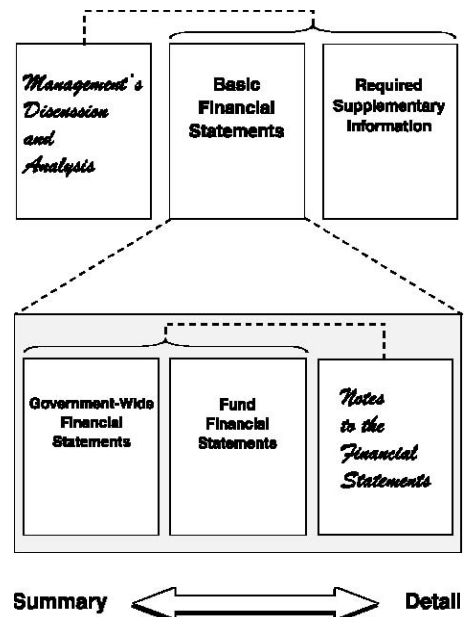 Management's
Discussion
and
Analysis
Basic
Financial
Statements
Required
Supplementary
Information
Government-Wide
Financial
Statements
Fund
Financial
Statements
Notes
to the
Financial
Statements
Summary
Detail